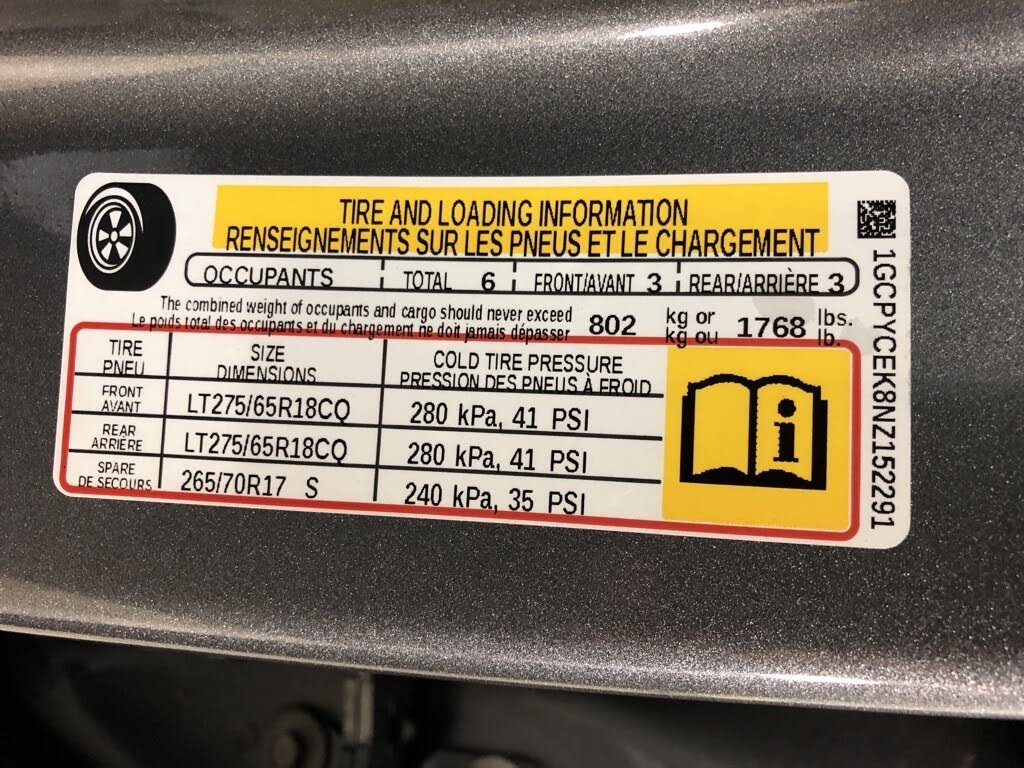 TIRE AND LOADING INFORMATION
RENSEIGNEMENTS SUR LES PNEUS ET LE CHARGEMENT
OCCUPANTS TOTAL 6 FRONT/AVANT 3 REAR/ARRIÈRE 3
The combined weight of occupants and cargo should never exceed 802 kg or 1768 lbs.
Le poids total des occupants et du chargement ne doit jamais dépasser kg ou lb.
TIRE SIZE COLD TIRE PRESSURE
PNEU DIMENSIONS PRESSION DES PNEUS À FROID
FRONT
AVANT LT275/65R18CQ 280 kPa, 41 PSI
REAR
ARRIÈRE LT275/65R18CQ 280 kPa, 41 PSI
SPARE
DE SECOURS 265/70R17 S 240 kPa, 35 PSI
i
1GCPYCEK8NZ152291